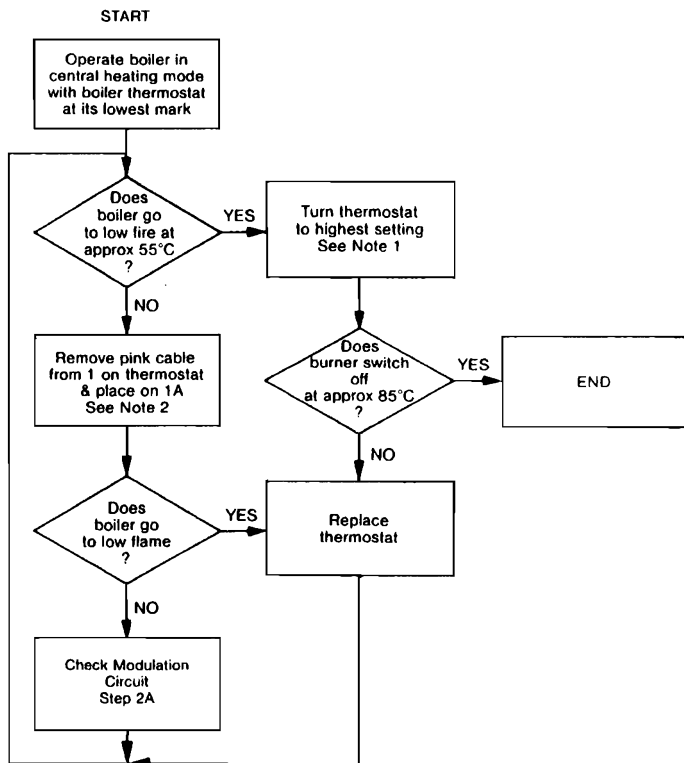 START
Operate boiler in
central heating mode
with boiler thermostat
at its lowest mark
Does
boiler go
to low fire at
approx 55°C
?
YES
Turn thermostat
to highest setting
See Note 1
NO
Remove pink cable
from 1 on thermostat
& place on 1A
See Note 2
Does
burner switch
off
at approx 85°C
?
YES
END
NO
Does
boiler go
to low flame
?
YES
Replace
thermostat
NO
Check Modulation
Circuit
Step 2A